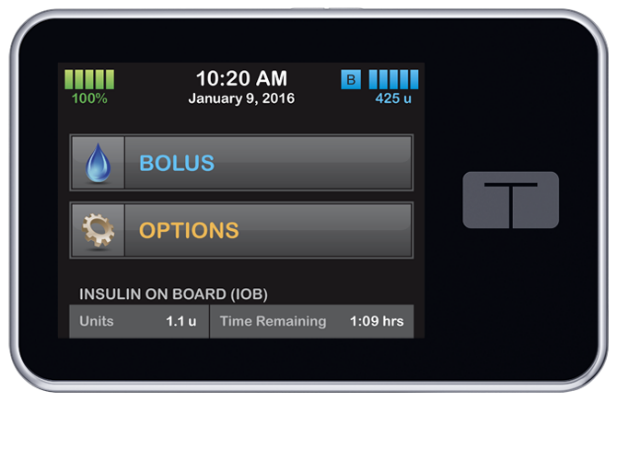 10:20 AM
100%
January 9, 2016
B
425 u
BOLUS
OPTIONS
INSULIN ON BOARD (IOB)
Units 1.1 u Time Remaining 1:09 hrs